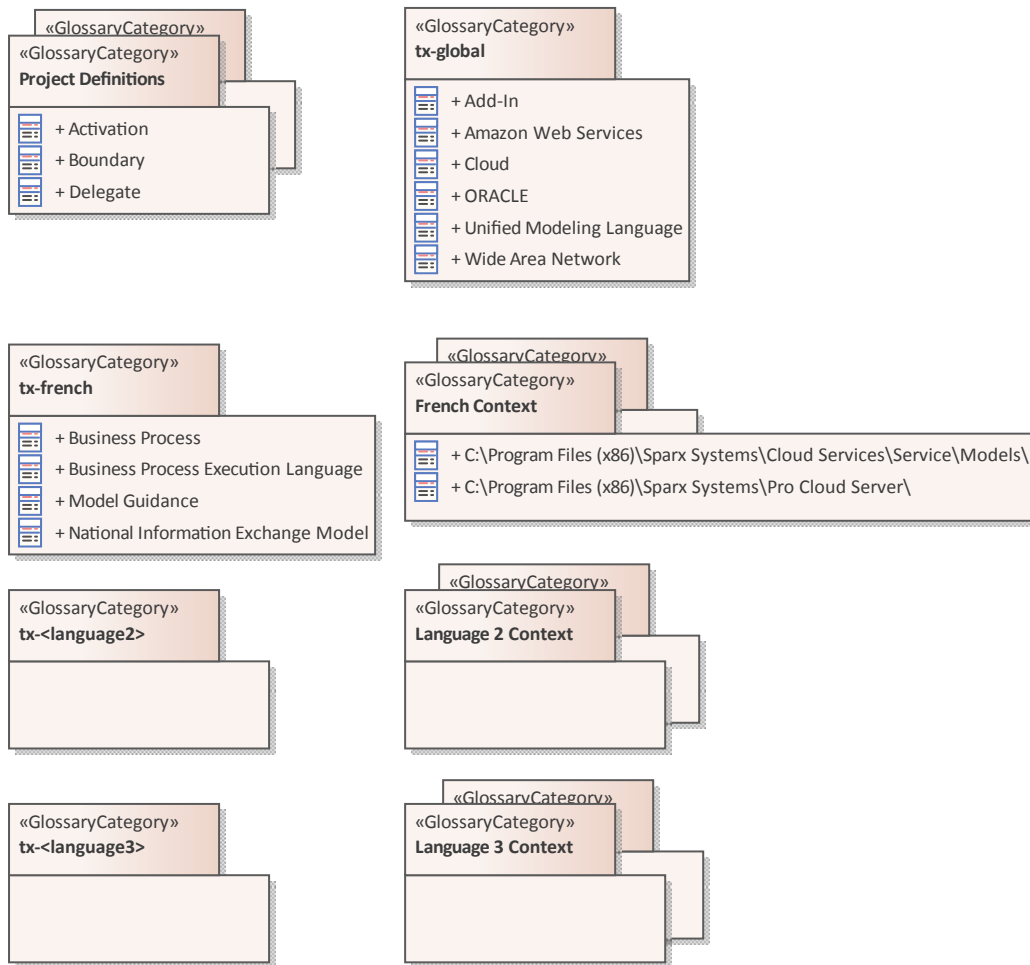 «GlossaryCategory»
«GlossaryCategory»
Project Definitions
+ Activation
+ Boundary
+ Delegate
«GlossaryCategory»
tx-global
+ Add-In
+ Amazon Web Services
+ Cloud
+ ORACLE
+ Unified Modeling Language
+ Wide Area Network
«GlossaryCategory»
tx-french
+ Business Process
+ Business Process Execution Language
+ Model Guidance
+ National Information Exchange Model
«GlossaryCategory»
«GlossaryCategory»
French Context
+ C:\Program Files (x86)\Sparx Systems\Cloud Services\Service\Models\
+ C:\Program Files (x86)\Sparx Systems\Pro Cloud Server\
«GlossaryCategory»
tx-<language2>
«GlossaryCategory»
«GlossaryCategory»
Language 2 Context
«GlossaryCategory»
tx-<language3>
«GlossaryCategory»
«GlossaryCategory»
Language 3 Context